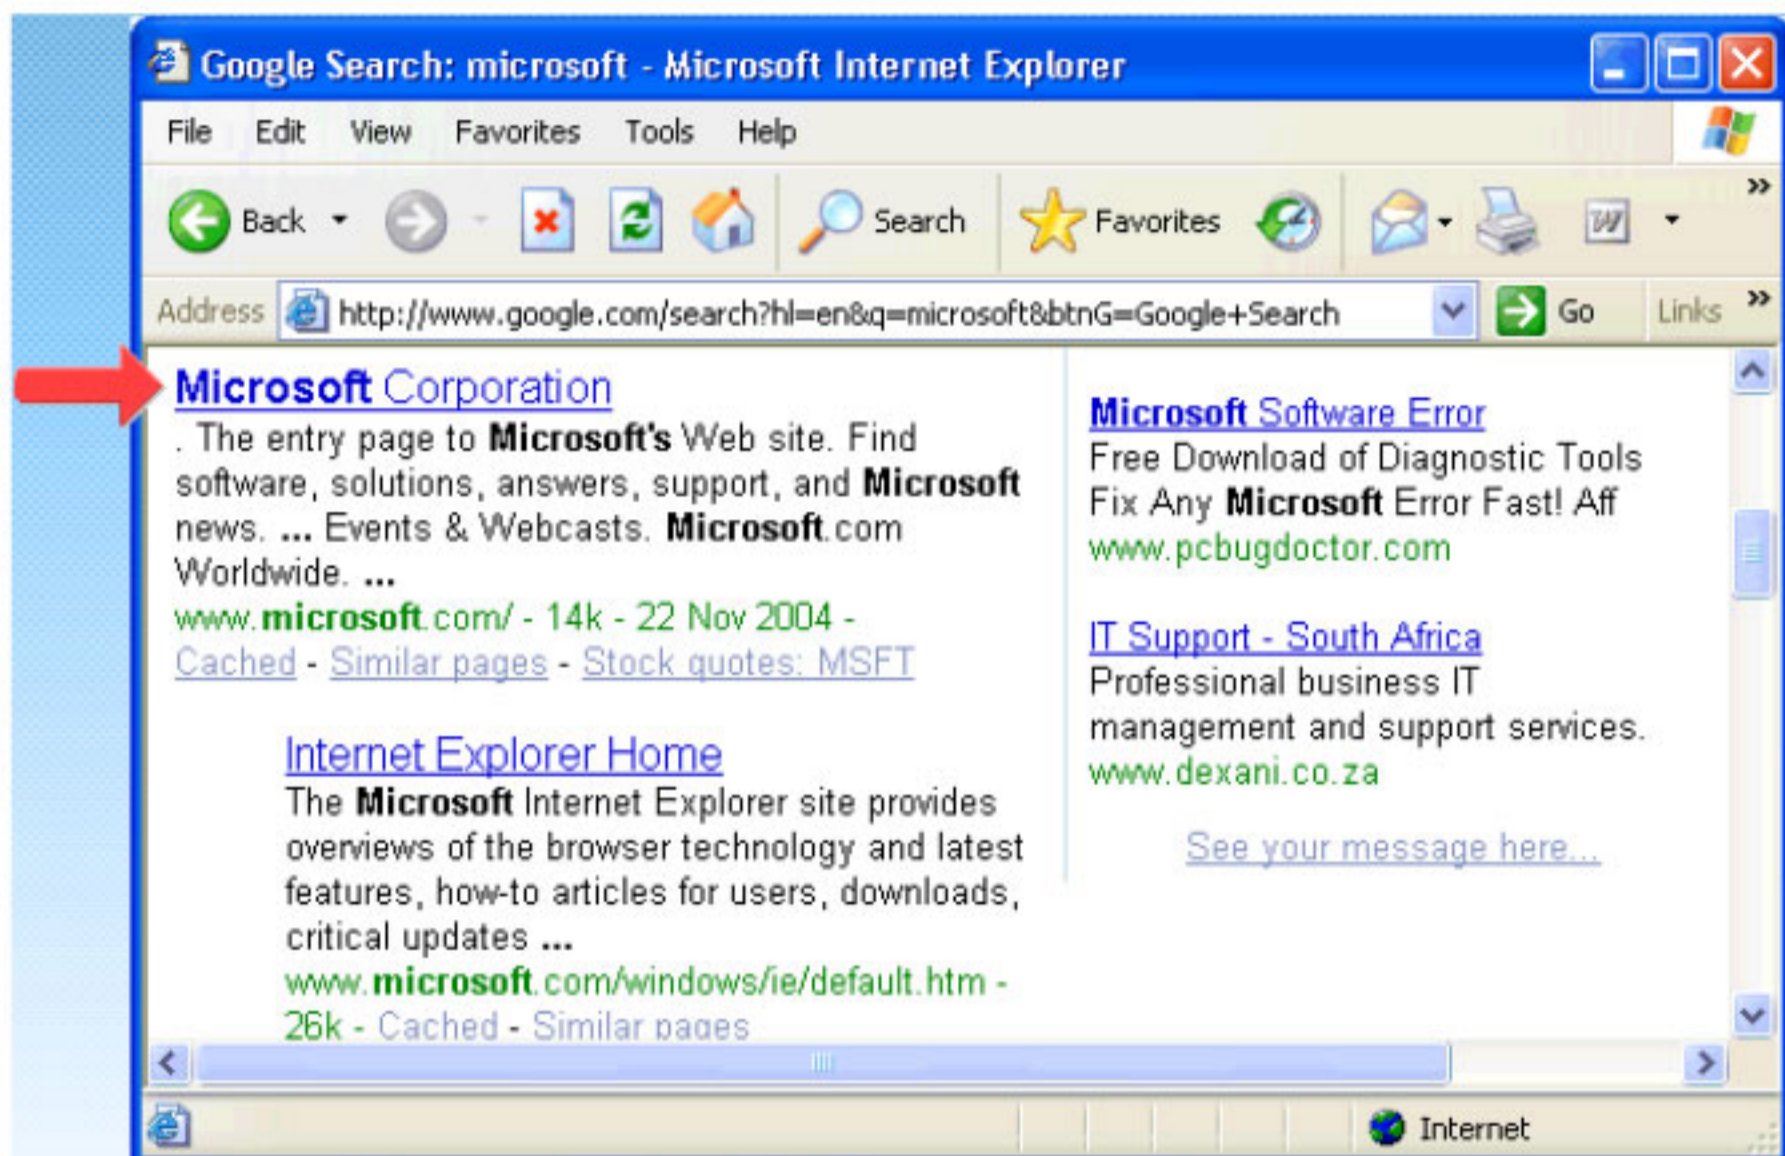 Google Search: microsoft - Microsoft Internet Explorer
File Edit View Favorites Tools Help
Back Search Favorites W
Address http://www.google.com/search?hl=en&q=microsoft&btnG=Google+Search Go Links
Microsoft Corporation
. The entry page to Microsoft's Web site. Find
software, solutions, answers, support, and Microsoft
news. ... Events & Webcasts. Microsoft.com
Worldwide. ...
www.microsoft.com/ - 14k - 22 Nov 2004 -
Cached - Similar pages - Stock quotes: MSFT
Internet Explorer Home
The Microsoft Internet Explorer site provides
overviews of the browser technology and latest
features, how-to articles for users, downloads,
critical updates ...
www.microsoft.com/windows/ie/default.htm -
26k - Cached - Similar pages
Microsoft Software Error
Free Download of Diagnostic Tools
Fix Any Microsoft Error Fast! Aff
www.pcbugdoctor.com
IT Support - South Africa
Professional business IT
management and support services.
www.dexani.co.za
See your message here...
Internet